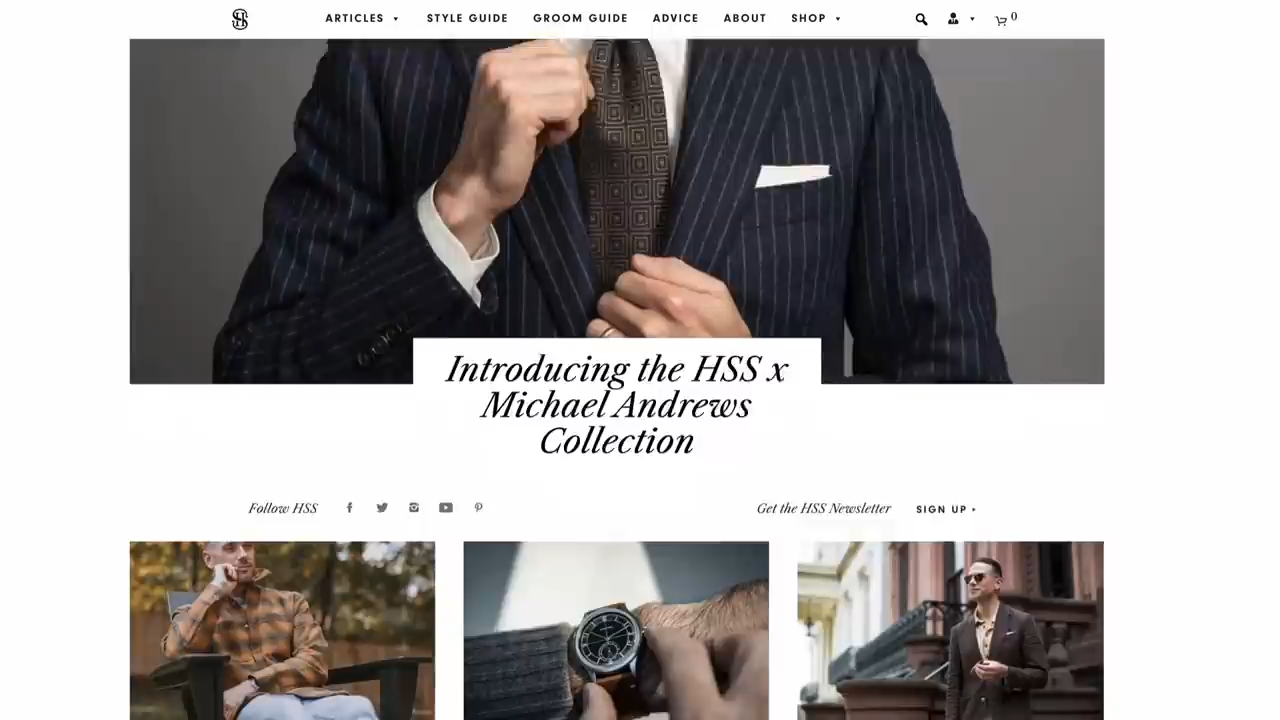 ARTICLES STYLE GUIDE GROOM GUIDE ADVICE ABOUT SHOP 0
Introducing the HSS x
Michael Andrews
Collection
Follow HSS
Get the HSS Newsletter SIGN UP